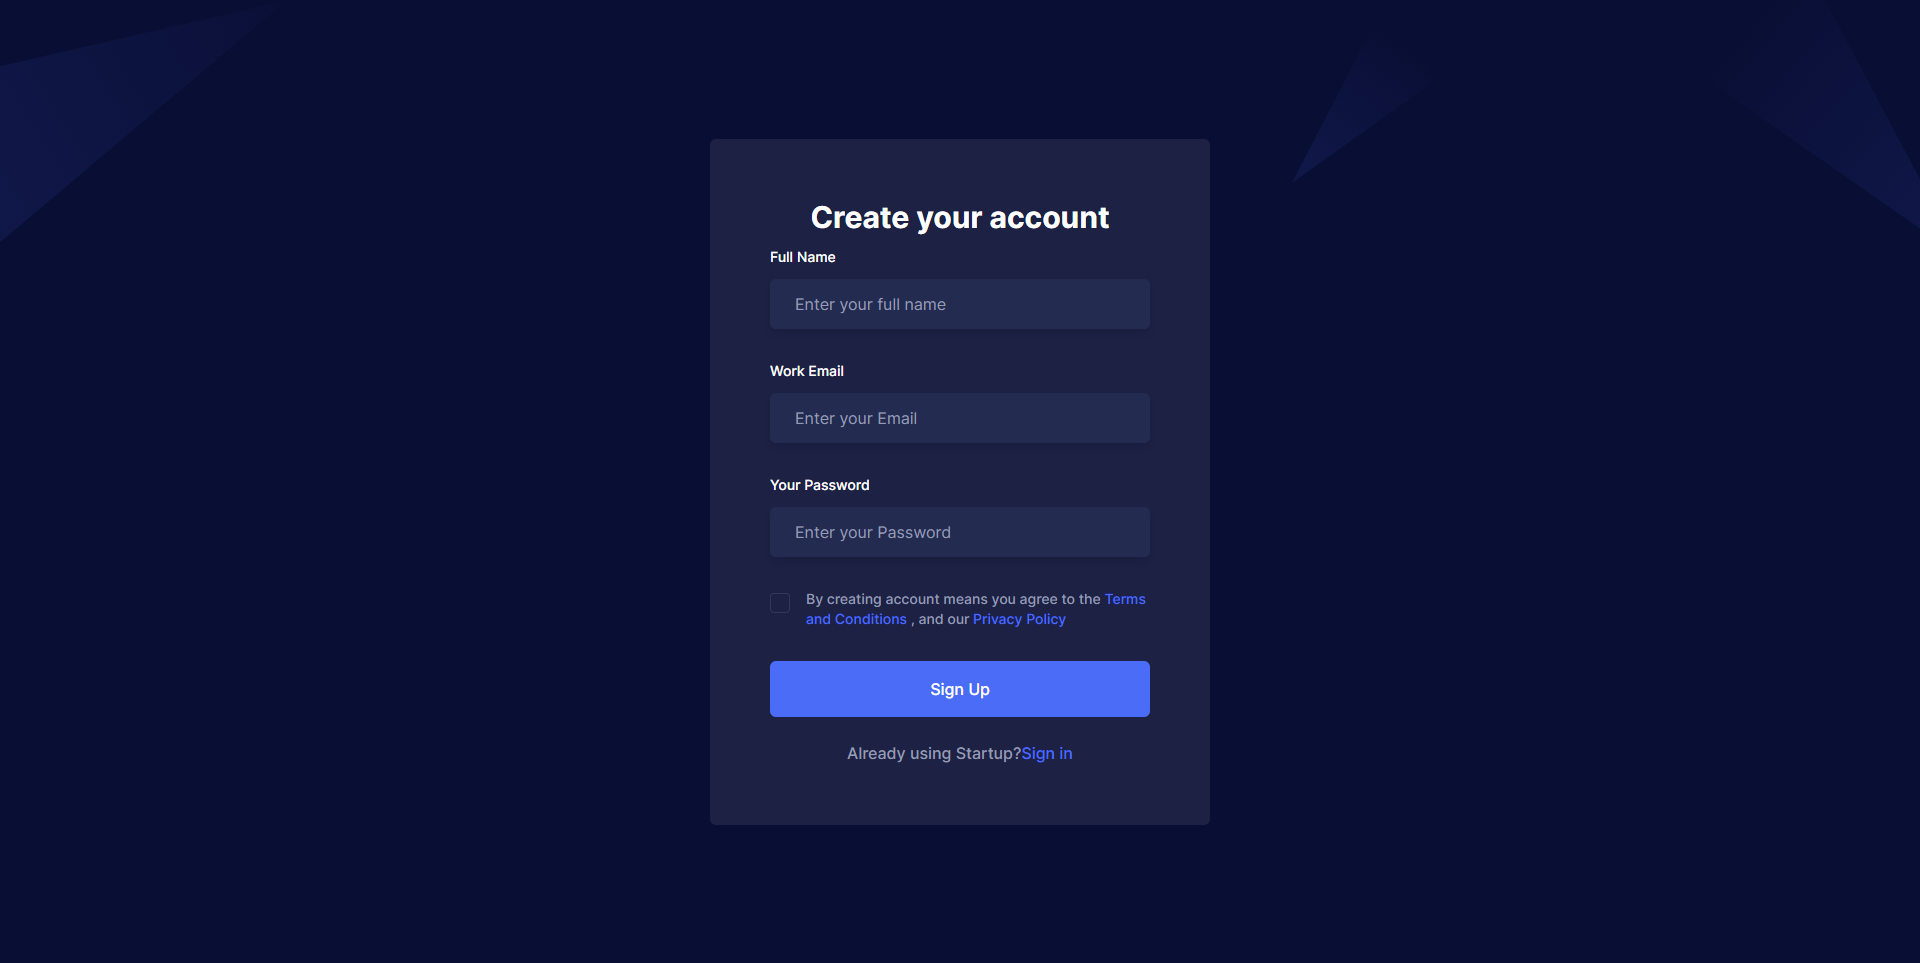 Create your account
Full Name
Enter your full name
Work Email
Enter your Email
Your Password
Enter your Password
By creating account means you agree to the Terms
and Conditions , and our Privacy Policy
Sign Up
Already using Startup?Sign in